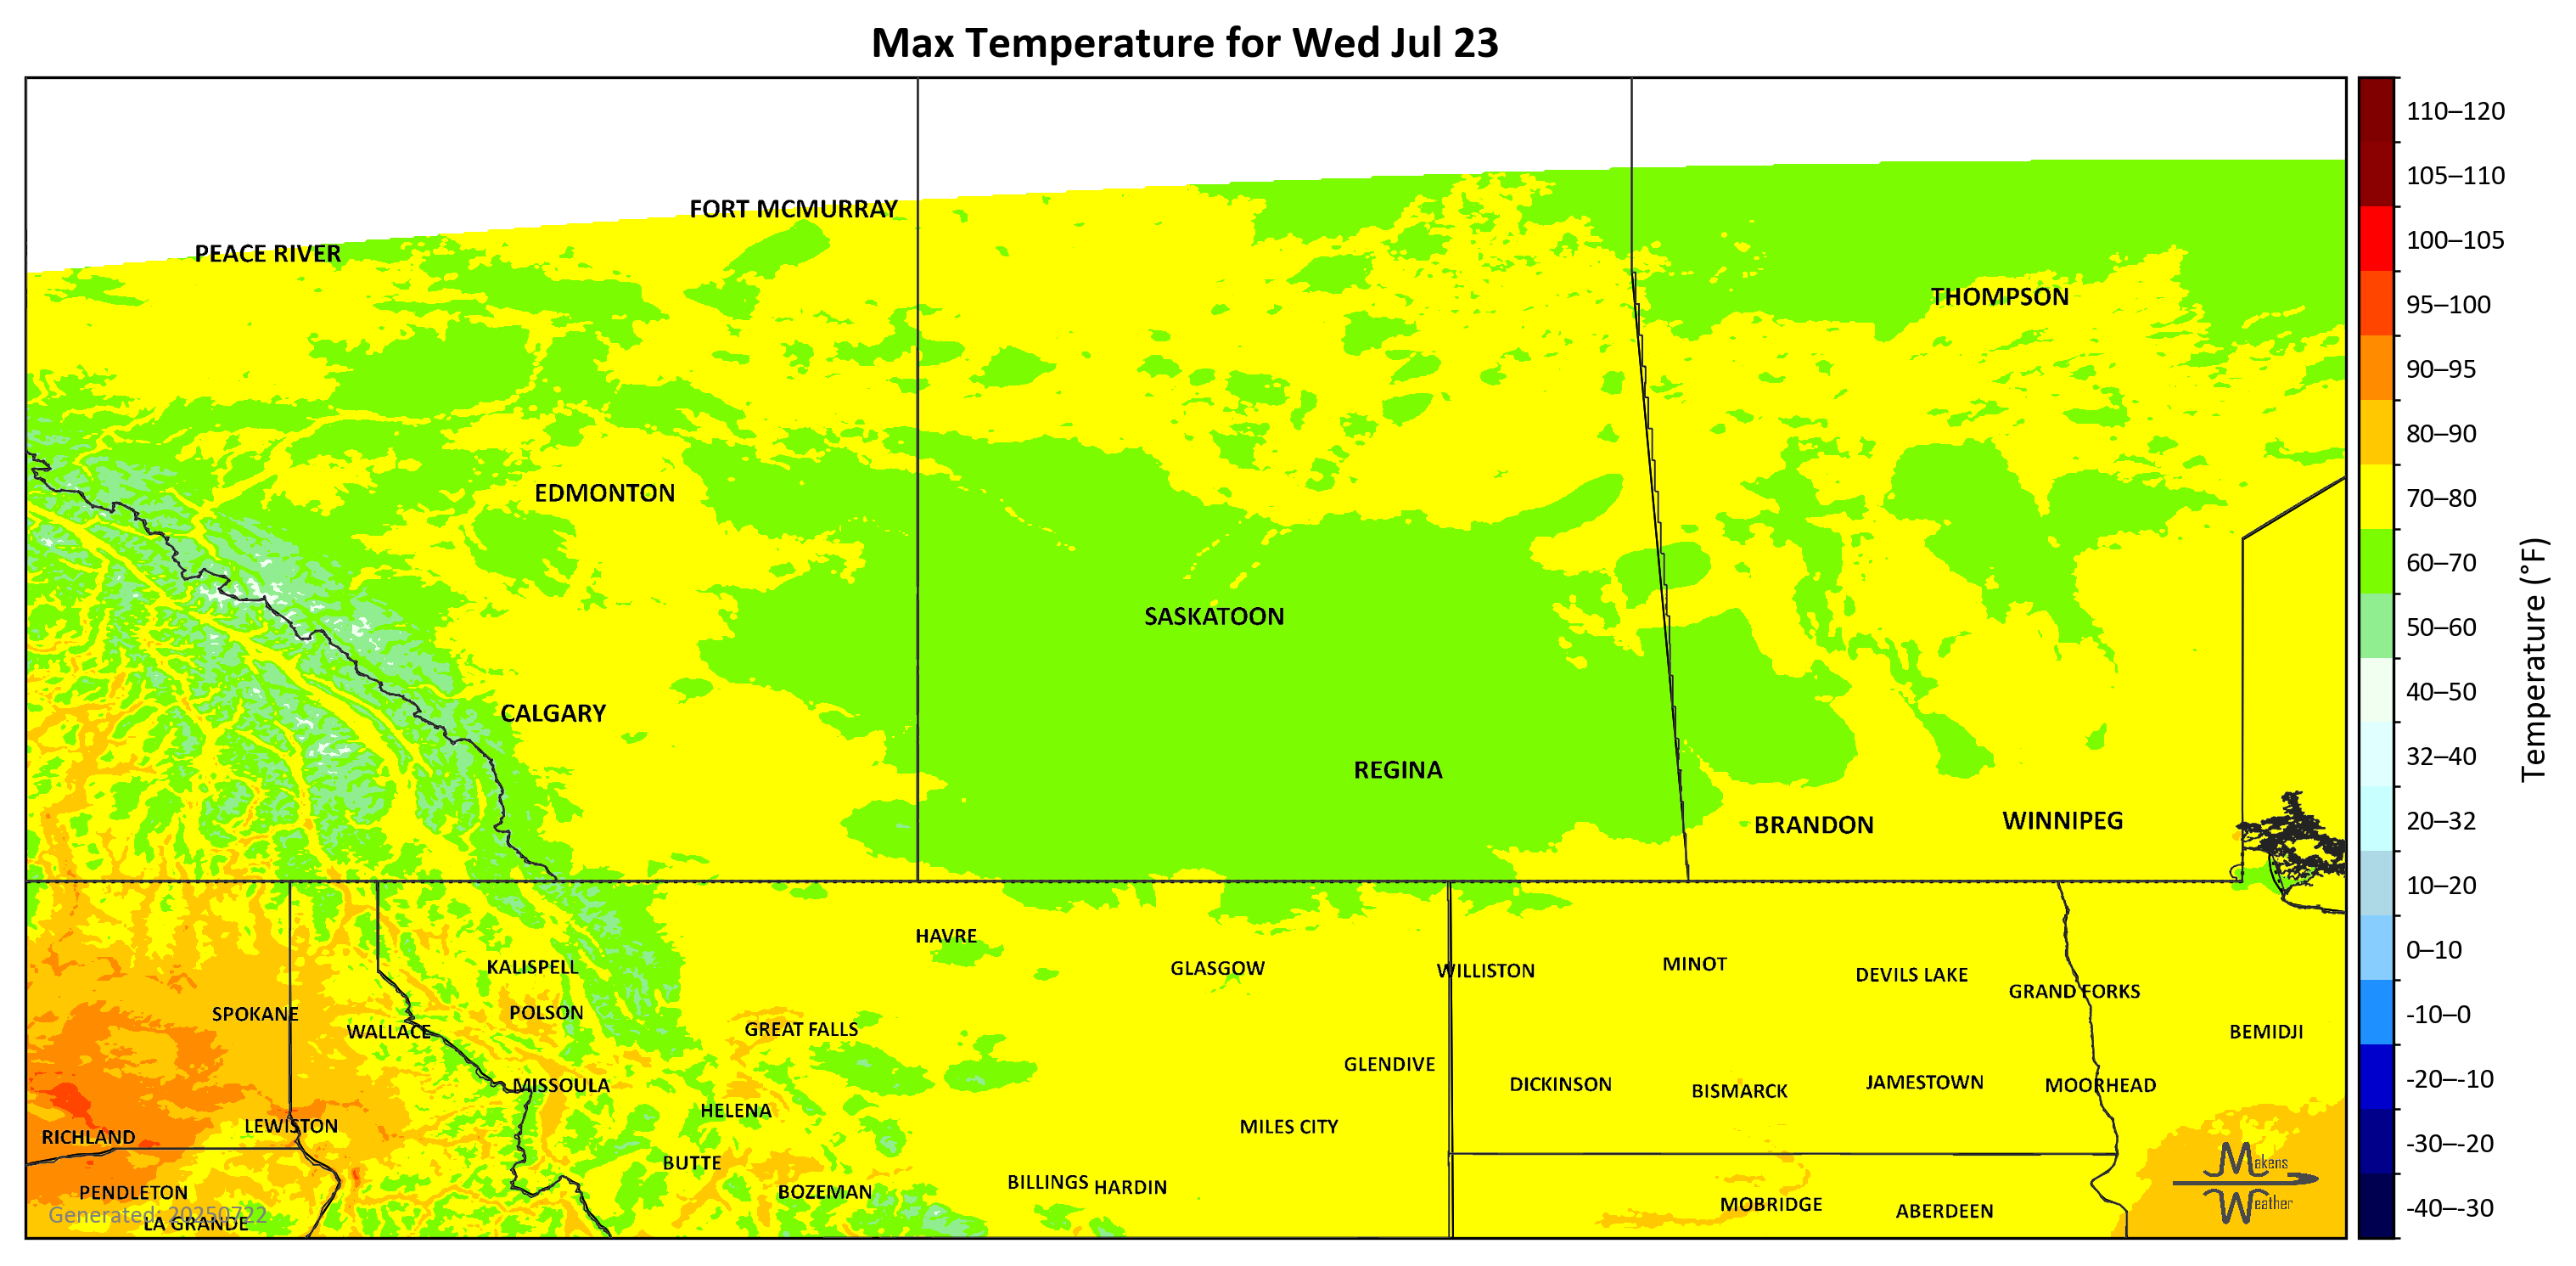 Max Temperature for Wed Jul 23
FORT MCMURRAY
PEACE RIVER
THOMPSON
EDMONTON
SASKATOON
CALGARY
REGINA
BRANDON
WINNIPEG
HAVRE
KALISPELL
GLASGOW
WILLISTON
MINOT
DEVILS LAKE
GRAND FORKS
SPOKANE
POLSON
WALLACE
GREAT FALLS
BEMIDJI
GLENDIVE
MISSOULA
DICKINSON
BISMARCK
JAMESTOWN
MOORHEAD
HELENA
LEWISTON
MILES CITY
RICHLAND
BUTTE
PENDLETON
BOZEMAN
BILLINGS
HARDIN
MOBRIDGE
ABERDEEN
Generated: 20250722
LA GRANDE
Makens
Weather
110–120
105–110
100–105
95–100
90–95
80–90
70–80
60–70
50–60
40–50
32–40
20–32
10–20
0–10
-10–0
-20–-10
-30–-20
-40–-30
Temperature (°F)